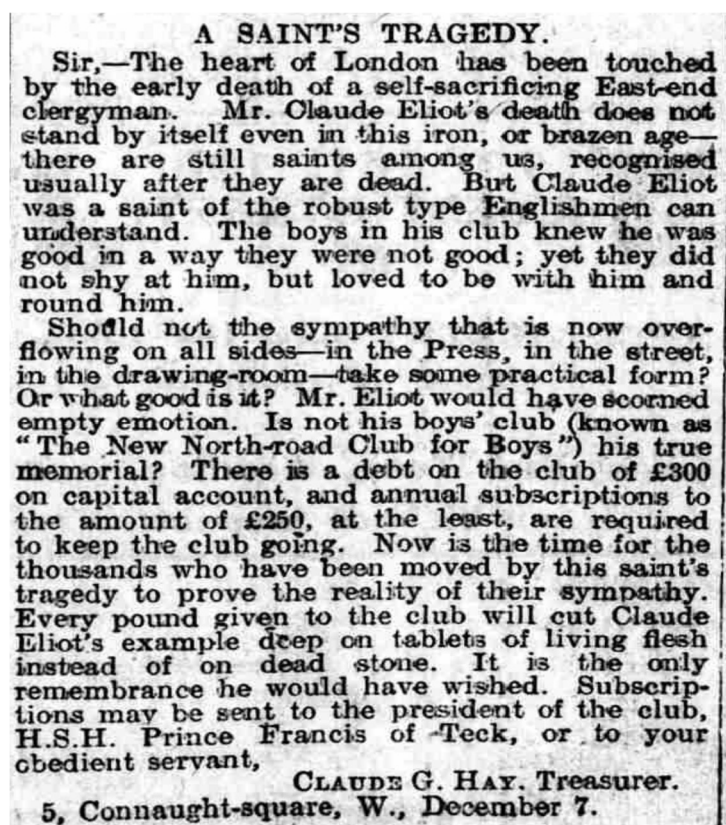 A SAINT'S TRAGEDY.
Sir,—The heart of London has been touched
by the early death of a self-sacrificing East-end
clergyman. Mr. Claude Eliot's death does not
stand by itself even in this iron, or brazen age—
there are still saints among us, recognised
usually after they are dead. But Claude Eliot
was a saint of the robust type Englishmen can
understand. The boys in his club knew he was
good in a way they were not good; yet they did
not shy at him, but loved to be with him and
round him.
Should not the sympathy that is now over-
flowing on all sides—in the Press, in the street,
in the drawing-room—take some practical form?
Or what good is it? Mr. Eliot would have scorned
empty emotion. Is not his boys' club (known as
"The New North-road Club for Boys") his true
memorial? There is a debt on the club of £300
on capital account, and annual subscriptions to
the amount of £250, at the least, are required
to keep the club going. Now is the time for the
thousands who have been moved by this saint's
tragedy to prove the reality of their sympathy.
Every pound given to the club will cut Claude
Eliot's example deep on tablets of living flesh
instead of on dead stone. It is the only
remembrance he would have wished. Subscrip-
tions may be sent to the president of the club,
H.S.H. Prince Francis of Teck, or to your
obedient servant,
CLAUDE G. HAY, Treasurer.
5, Connaught-square, W., December 7.